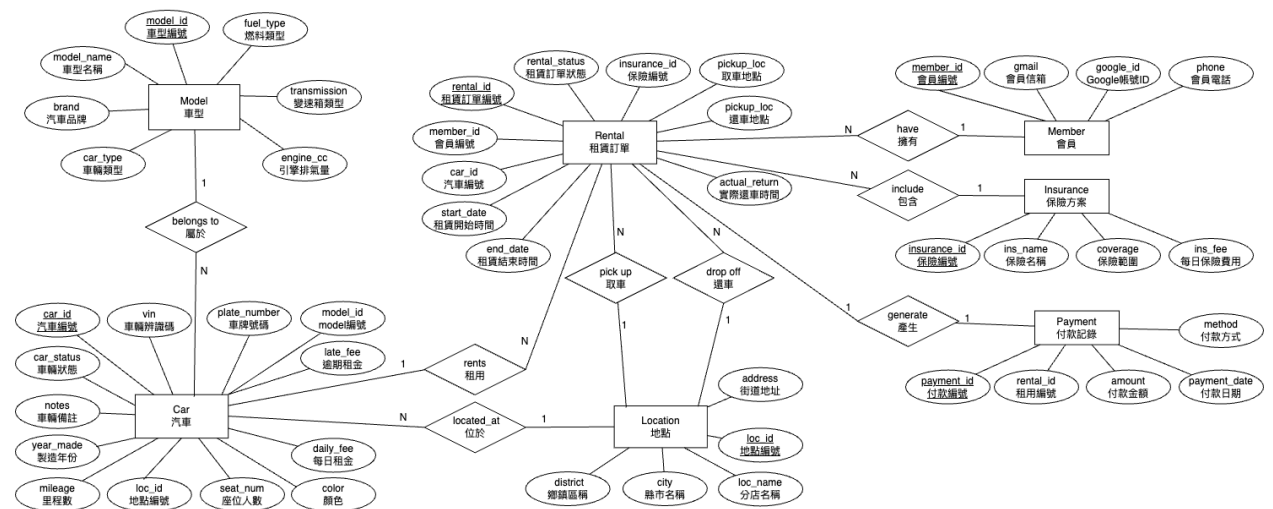 model_id
車型編號
fuel_type
燃料類型
model_name
車型名稱
transmission
變速箱類型
brand
汽車品牌
Model
車型
car_type
車輛類型
engine_cc
引擎排氣量
1
belongs to
屬於
N
rental_status
租賃訂單狀態
insurance_id
保險編號
pickup_loc
取車地點
rental_id
租賃訂單編號
pickup_loc
還車地點
member_id
會員編號
Rental
租賃訂單
car_id
汽車編號
actual_return
實際還車時間
start_date
租賃開始時間
end_date
租賃結束時間
member_id
會員編號
gmail
會員信箱
google_id
Google帳號ID
phone
會員電話
N
have
擁有
1
Member
會員
N
include
包含
1
Insurance
保險方案
insurance_id
保險編號
ins_name
保險名稱
coverage
保險範圍
ins_fee
每日保險費用
N
pick up
取車
1
N
drop off
還車
1
1
generate
產生
1
Payment
付款記錄
method
付款方式
payment_id
付款編號
rental_id
租用編號
amount
付款金額
payment_date
付款日期
car_id
汽車編號
vin
車輛辨識碼
plate_number
車牌號碼
model_id
model編號
car_status
車輛狀態
late_fee
逾期租金
notes
車輛備註
Car
汽車
year_made
製造年份
daily_fee
每日租金
mileage
里程數
loc_id
地點編號
seat_num
座位人數
color
顏色
1
rents
租用
N
N
located_at
位於
1
Location
地點
address
街道地址
loc_id
地點編號
district
鄉鎮區稱
city
縣市名稱
loc_name
分店名稱